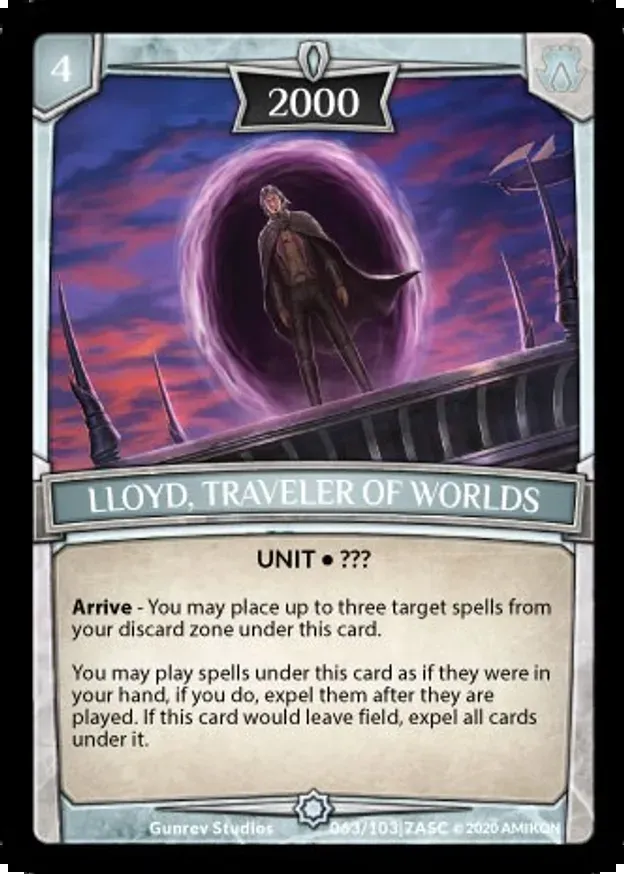 4
2000
LLOYD, TRAVELER OF WORLDS
UNIT • ???
Arrive - You may place up to three target spells from
your discard zone under this card.
You may play spells under this card as if they were in
your hand, if you do, expel them after they are
played. If this card would leave field, expel all cards
under it.
Gunrev Studios 063/103|7ASC © 2020 AMIKON